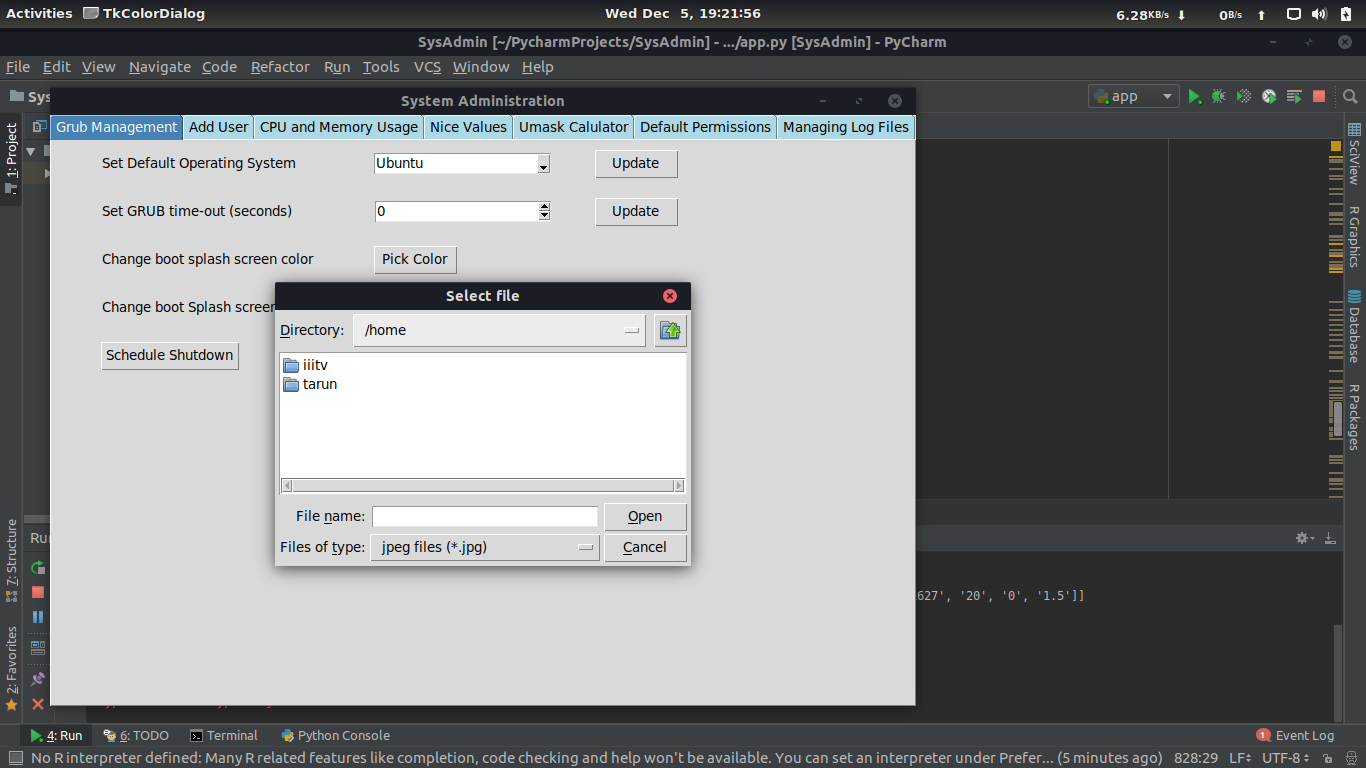 Activities TkColorDialog Wed Dec 5, 19:21:56 6.28KB/s 0B/s
SysAdmin [~/PycharmProjects/SysAdmin] - .../app.py [SysAdmin] - PyCharm
File Edit View Navigate Code Refactor Run Tools VCS Window Help
Sys app
System Administration
Grub Management Add User CPU and Memory Usage Nice Values Umask Calulator Default Permissions Managing Log Files
Set Default Operating System Ubuntu Update
Set GRUB time-out (seconds) 0 Update
Change boot splash screen color Pick Color
Change boot Splash screen
Schedule Shutdown
Select file
Directory: /home
iiitv
tarun
File name: Open
Files of type: jpeg files (*.jpg) Cancel
1: Project
7: Structure
2: Favorites
SciView
R Graphics
Database
R Packages
Run
627', '20', '0', '1.5']]
4: Run 6: TODO Terminal Python Console 1 Event Log
No R interpreter defined: Many R related features like completion, code checking and help won't be available. You can set an interpreter under Prefer... (5 minutes ago) 828:29 LF UTF-8